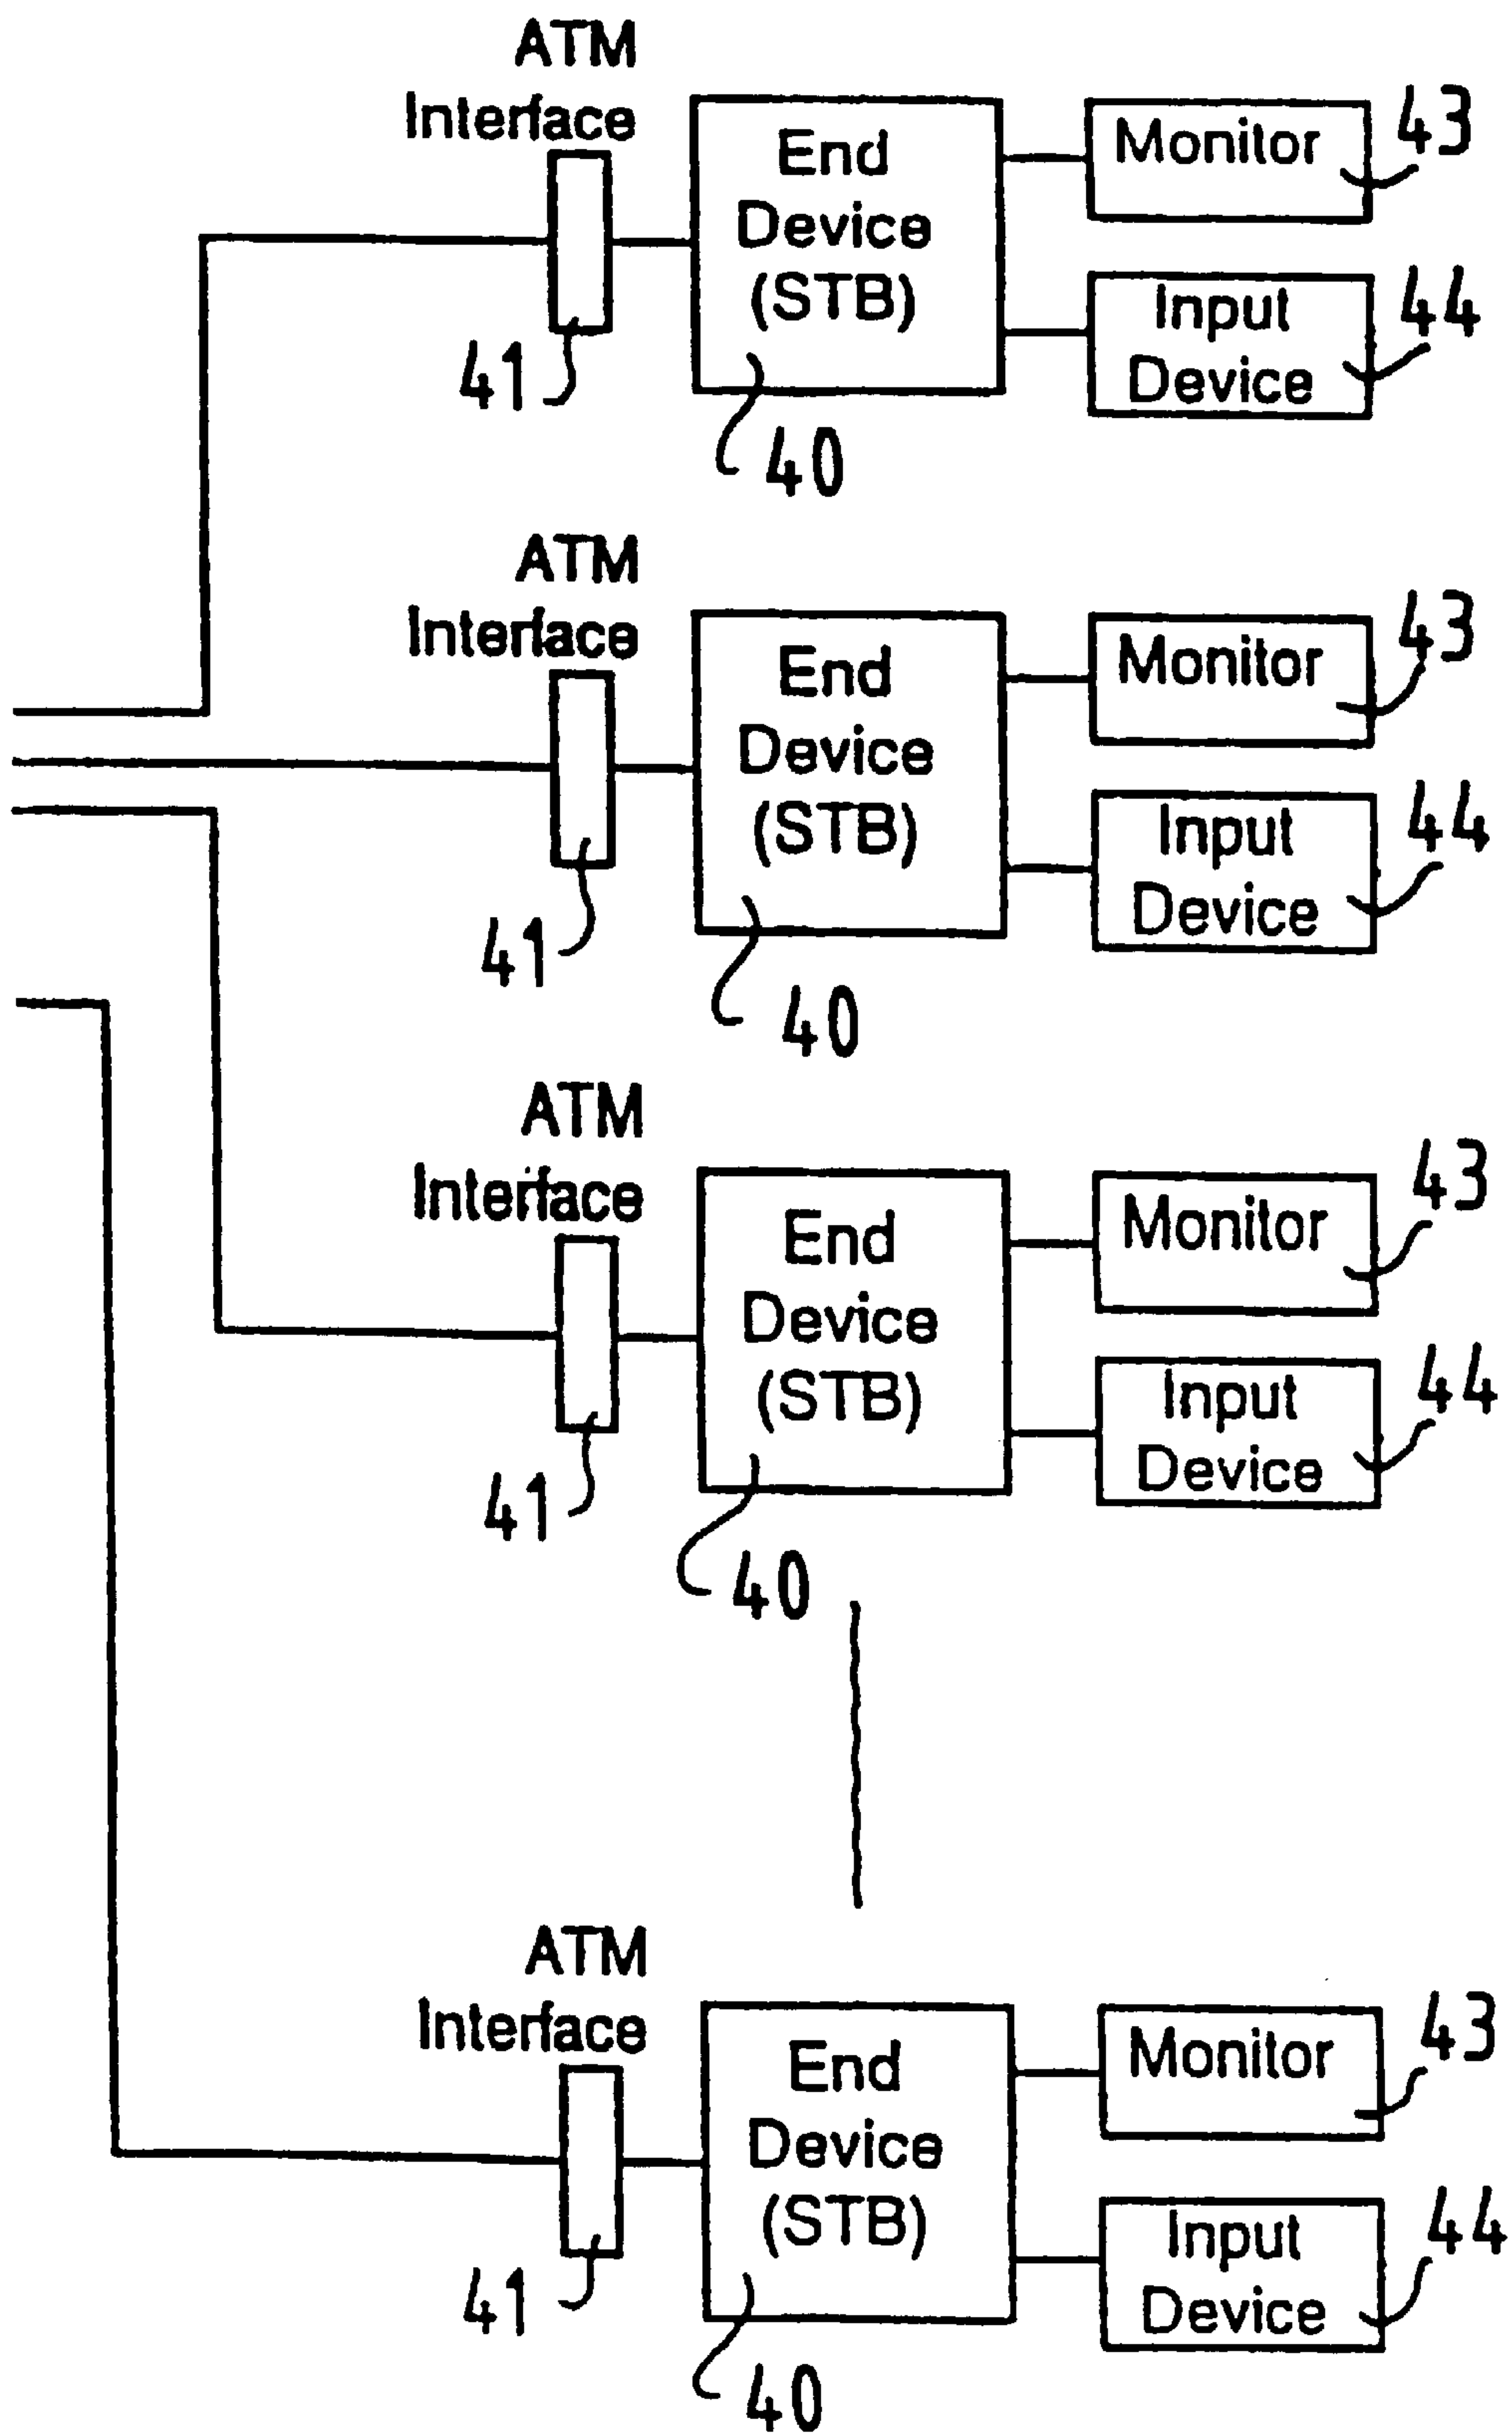 ATM
Interface
End
Device
(STB)
Monitor
43
Input
Device
44
41
40
ATM
Interface
End
Device
(STB)
Monitor
43
Input
Device
44
41
40
ATM
Interface
End
Device
(STB)
Monitor
43
Input
Device
44
41
40
ATM
Interface
End
Device
(STB)
Monitor
43
Input
Device
44
41
40